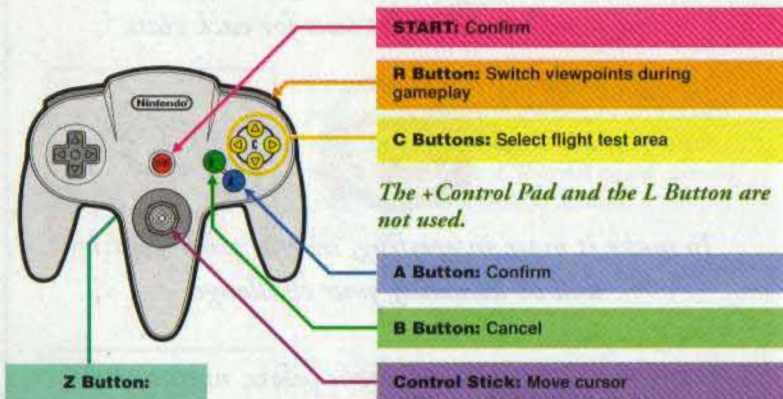 START: Confirm
R Button: Switch viewpoints during
gameplay
Nintendo
C
C Buttons: Select flight test area
B
A
The +Control Pad and the L Button are
not used.
A Button: Confirm
B Button: Cancel
Z Button:
Control Stick: Move cursor